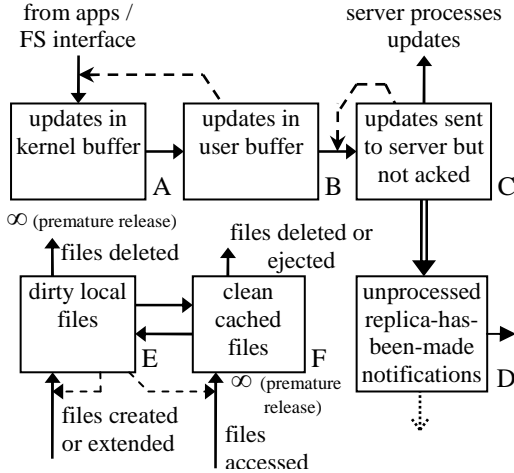 from apps /
FS interface
server processes
updates
updates in
kernel buffer
A
updates in
user buffer
B
updates sent
to server but
not acked
C
∞ (premature release)
files deleted
files deleted or
ejected
dirty local
files
E
clean
cached
files
F
unprocessed
replica-has-
been-made
notifications
D
∞ (premature
release)
files created
or extended
files
accessed